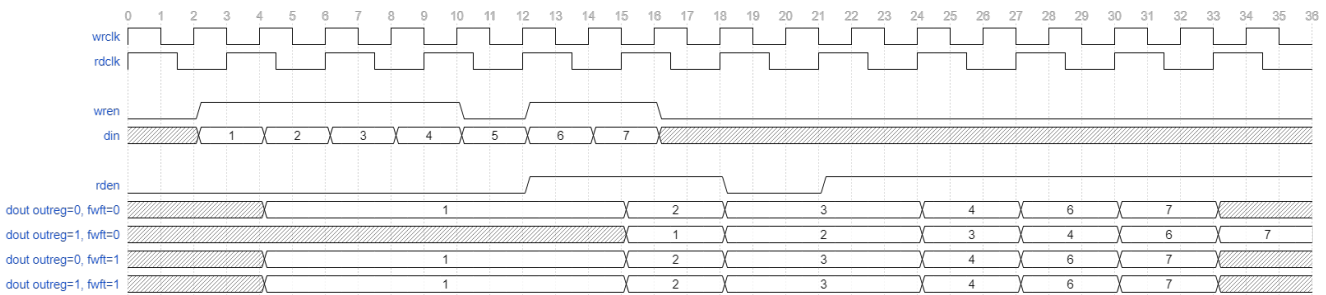 0 1 2 3 4 5 6 7 8 9 10 11 12 13 14 15 16 17 18 19 20 21 22 23 24 25 26 27 28 29 30 31 32 33 34 35 36
wrclk
rdclk
wren
din 1 2 3 4 5 6 7
rden
dout outreg=0, fwft=0 1 2 3 4 6 7
dout outreg=1, fwft=0 1 2 3 4 6 7
dout outreg=0, fwft=1 1 2 3 4 6 7
dout outreg=1, fwft=1 1 2 3 4 6 7